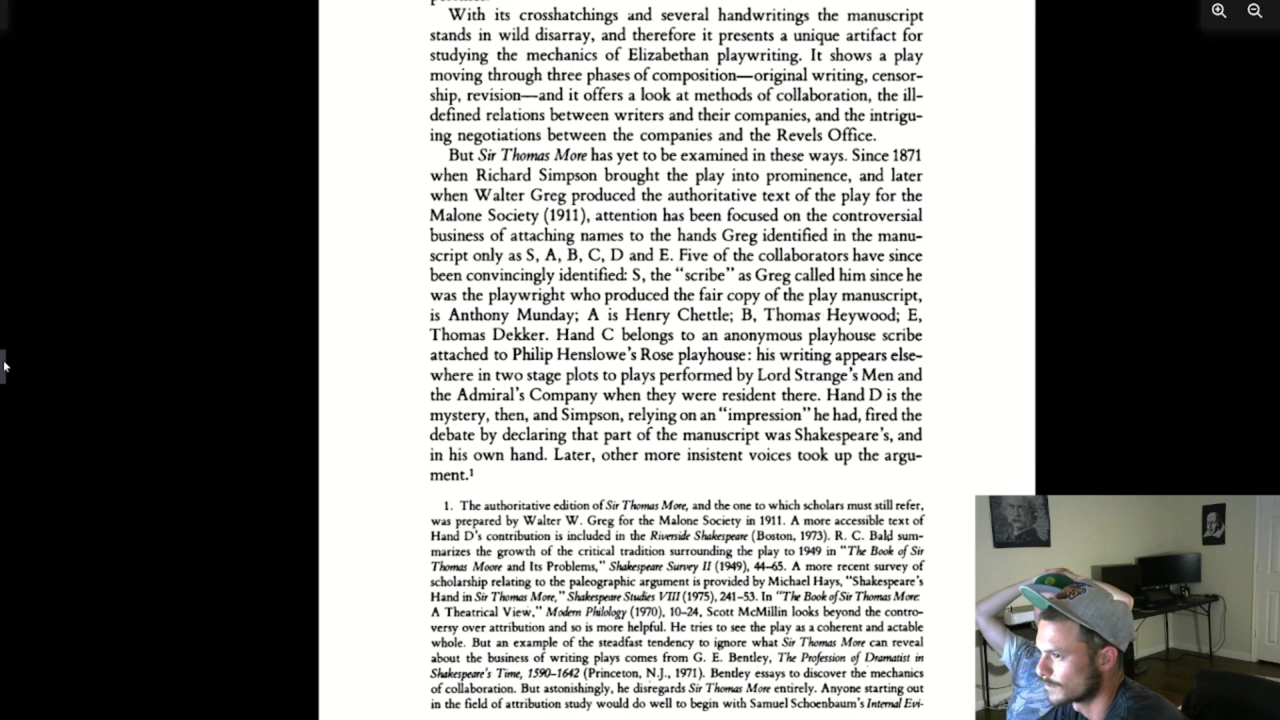 With its crosshatchings and several handwritings the manuscript
stands in wild disarray, and therefore it presents a unique artifact for
studying the mechanics of Elizabethan playwriting. It shows a play
moving through three phases of composition—original writing, censor-
ship, revision—and it offers a look at methods of collaboration, the ill-
defined relations between writers and their companies, and the intrigu-
ing negotiations between the companies and the Revels Office.
But Sir Thomas More has yet to be examined in these ways. Since 1871
when Richard Simpson brought the play into prominence, and later
when Walter Greg produced the authoritative text of the play for the
Malone Society (1911), attention has been focused on the controversial
business of attaching names to the hands Greg identified in the manu-
script only as S, A, B, C, D and E. Five of the collaborators have since
been convincingly identified: S, the "scribe" as Greg called him since he
was the playwright who produced the fair copy of the play manuscript,
is Anthony Munday; A is Henry Chettle; B, Thomas Heywood; E,
Thomas Dekker. Hand C belongs to an anonymous playhouse scribe
attached to Philip Henslowe's Rose playhouse: his writing appears else-
where in two stage plots to plays performed by Lord Strange's Men and
the Admiral's Company when they were resident there. Hand D is the
mystery, then, and Simpson, relying on an "impression" he had, fired the
debate by declaring that part of the manuscript was Shakespeare's, and
in his own hand. Later, other more insistent voices took up the argu-
ment.1
1. The authoritative edition of Sir Thomas More, and the one to which scholars must still refer,
was prepared by Walter W. Greg for the Malone Society in 1911. A more accessible text of
Hand D's contribution is included in the Riverside Shakespeare (Boston, 1973). R. C. Bald sum-
marizes the growth of the critical tradition surrounding the play to 1949 in "The Book of Sir
Thomas Moore and Its Problems," Shakespeare Survey II (1949), 44–65. A more recent survey of
scholarship relating to the paleographic argument is provided by Michael Hays, "Shakespeare's
Hand in Sir Thomas More," Shakespeare Studies VIII (1975), 241–53. In "The Book of Sir Thomas More:
A Theatrical View," Modern Philology (1970), 10–24, Scott McMillin looks beyond the contro-
versy over attribution and so is more helpful. He tries to see the play as a coherent and actable
whole. But an example of the steadfast tendency to ignore what Sir Thomas More can reveal
about the business of writing plays comes from G. E. Bentley, The Profession of Dramatist in
Shakespeare's Time, 1590–1642 (Princeton, N.J., 1971). Bentley essays to discover the mechanics
of collaboration. But astonishingly, he disregards Sir Thomas More entirely. Anyone starting out
in the field of attribution study would do well to begin with Samuel Schoenbaum's Internal Evi-